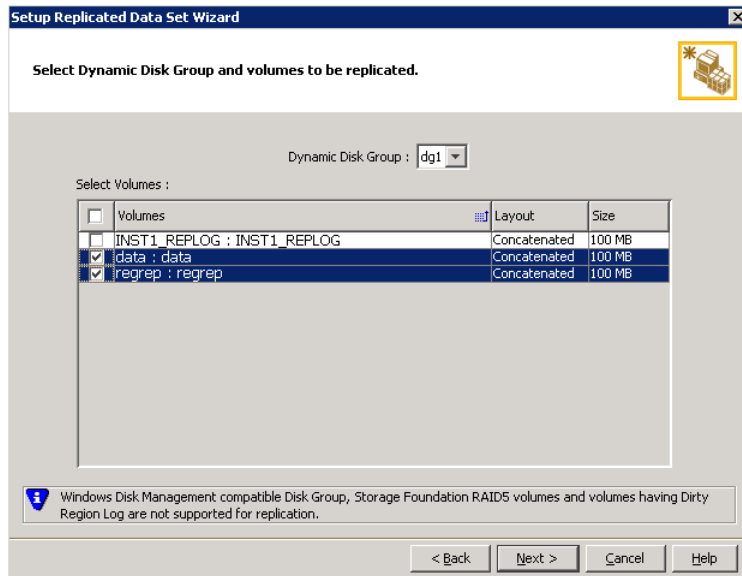 Setup Replicated Data Set Wizard
Select Dynamic Disk Group and volumes to be replicated.
Dynamic Disk Group : dg1
Select Volumes :
Volumes Layout Size
INST1_REPLOG : INST1_REPLOG Concatenated 100 MB
data : data Concatenated 100 MB
regrep : regrep Concatenated 100 MB
Windows Disk Management compatible Disk Group, Storage Foundation RAID5 volumes and volumes having Dirty
Region Log are not supported for replication.
< Back Next > Cancel Help